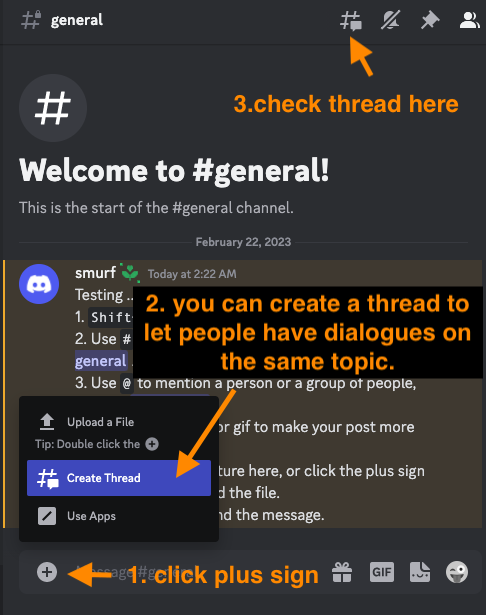 general
3.check thread here
Welcome to #general!
This is the start of the #general channel.
February 22, 2023
smurf Today at 2:22 AM
Testing ..
1. Shift+
2. Use #
general
3. Use @ to mention a person or a group of people,
2. you can create a thread to
let people have dialogues on
the same topic.
or gif to make your post more
ture here, or click the plus sign
d the file.
nd the message.
Upload a File
Tip: Double click the
Create Thread
Use Apps
Message #general
1. click plus sign
GIF